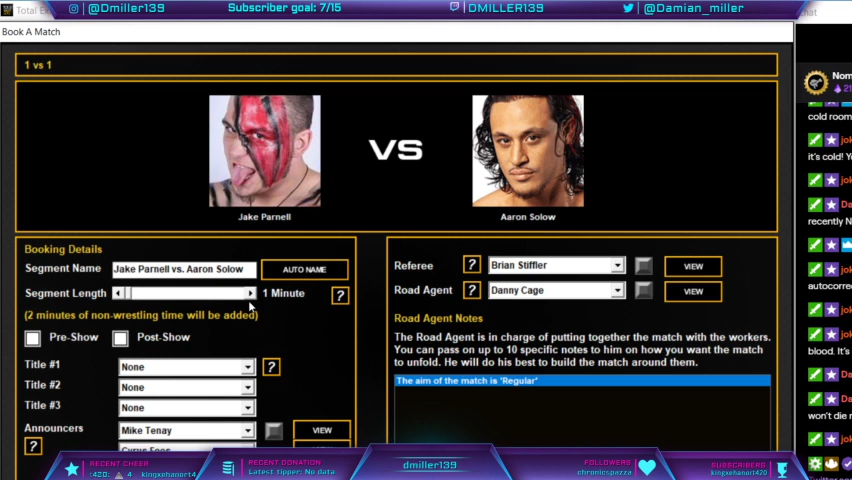 @Dmiller139
Subscriber goal: 7/15
DMILLER139
@Damian_miller
Book A Match
1 vs 1
VS
Jake Parnell
Aaron Solow
Booking Details
Segment Name
Jake Parnell vs. Aaron Solow
AUTO NAME
Segment Length
1 Minute
?
(2 minutes of non-wrestling time will be added)
Pre-Show
Post-Show
Title #1
None
?
Title #2
None
Title #3
None
Announcers
Mike Tenay
VIEW
?
Referee
?
Brian Stiffler
VIEW
Road Agent
?
Danny Cage
VIEW
Road Agent Notes
The Road Agent is in charge of putting together the match with the workers.
You can pass on up to 10 specific notes to him on how you want the match
to unfold. He will do his best to build the match around them.
The aim of the match is 'Regular'
cold room
it's cold! Y
recently N
autocorre
blood. It's
won't die
RECENT CHEER
:420: 4 kingxehanort4
RECENT DONATION
Latest tipper: No data
dmiller139
FOLLOWERS
chronicspazza
SUBSCRIBERS
kingxehanort420